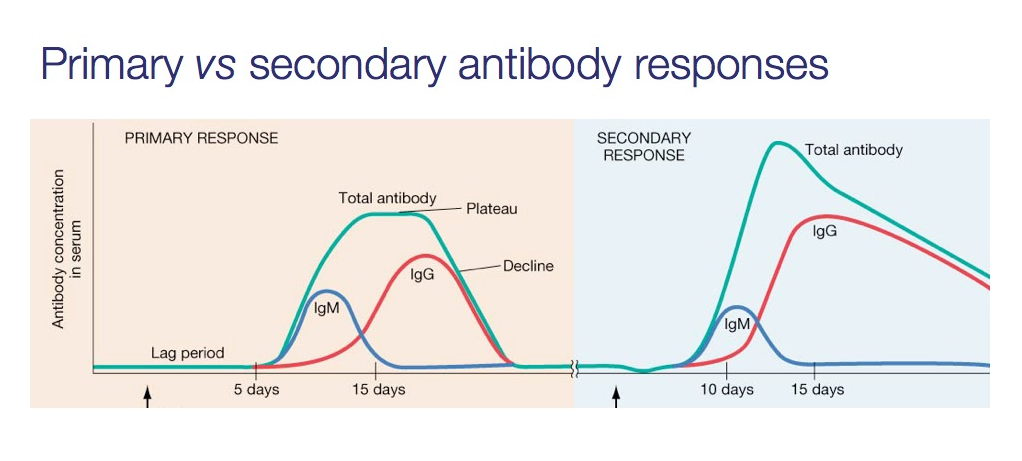 Primary vs secondary antibody responses
PRIMARY RESPONSE
Antibody concentration
in serum
Total antibody
Plateau
IgG
Decline
IgM
Lag period
5 days
15 days
SECONDARY
RESPONSE
Total antibody
IgG
IgM
10 days
15 days